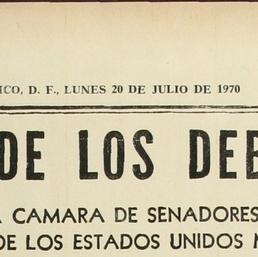 ICO, D. F., LUNES 20 DE JULIO DE 1970
DE LOS DEB
A CAMARA DE SENADORES
DE LOS ESTADOS UNIDOS M